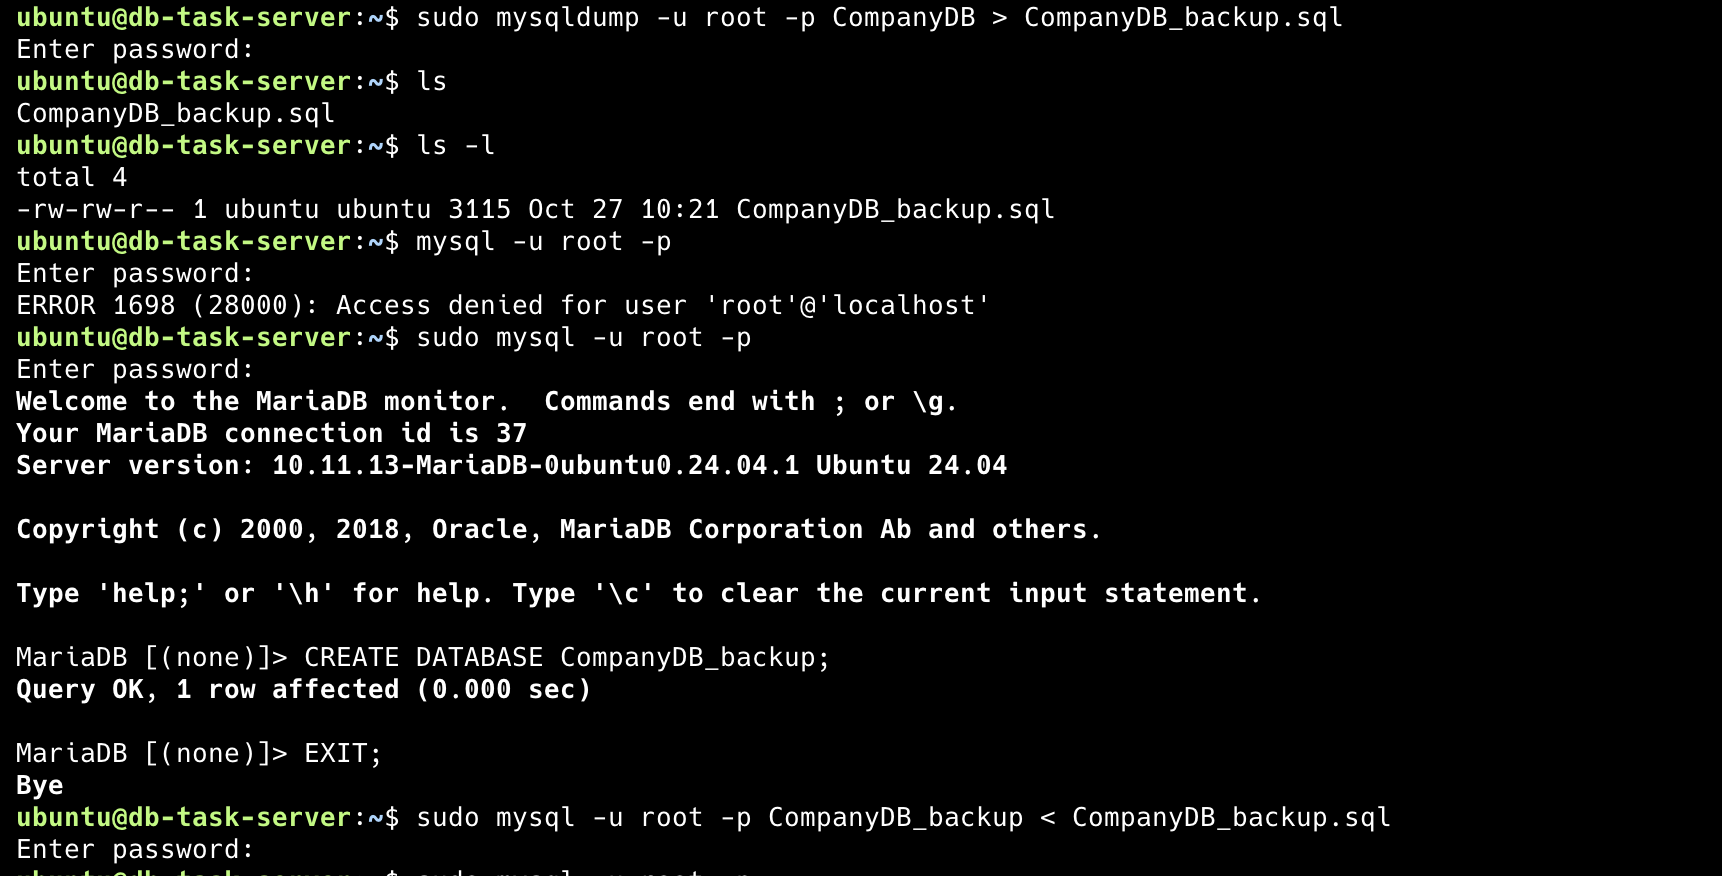 ubuntu@db-task-server:~$ sudo mysqldump -u root -p CompanyDB > CompanyDB_backup.sql
Enter password:
ubuntu@db-task-server:~$ ls
CompanyDB_backup.sql
ubuntu@db-task-server:~$ ls -l
total 4
-rw-rw-r-- 1 ubuntu ubuntu 3115 Oct 27 10:21 CompanyDB_backup.sql
ubuntu@db-task-server:~$ mysql -u root -p
Enter password:
ERROR 1698 (28000): Access denied for user 'root'@'localhost'
ubuntu@db-task-server:~$ sudo mysql -u root -p
Enter password:
Welcome to the MariaDB monitor.  Commands end with ; or \g.
Your MariaDB connection id is 37
Server version: 10.11.13-MariaDB-0ubuntu0.24.04.1 Ubuntu 24.04
Copyright (c) 2000, 2018, Oracle, MariaDB Corporation Ab and others.
Type 'help;' or '\h' for help. Type '\c' to clear the current input statement.
MariaDB [(none)]> CREATE DATABASE CompanyDB_backup;
Query OK, 1 row affected (0.000 sec)
MariaDB [(none)]> EXIT;
Bye
ubuntu@db-task-server:~$ sudo mysql -u root -p CompanyDB_backup < CompanyDB_backup.sql
Enter password: